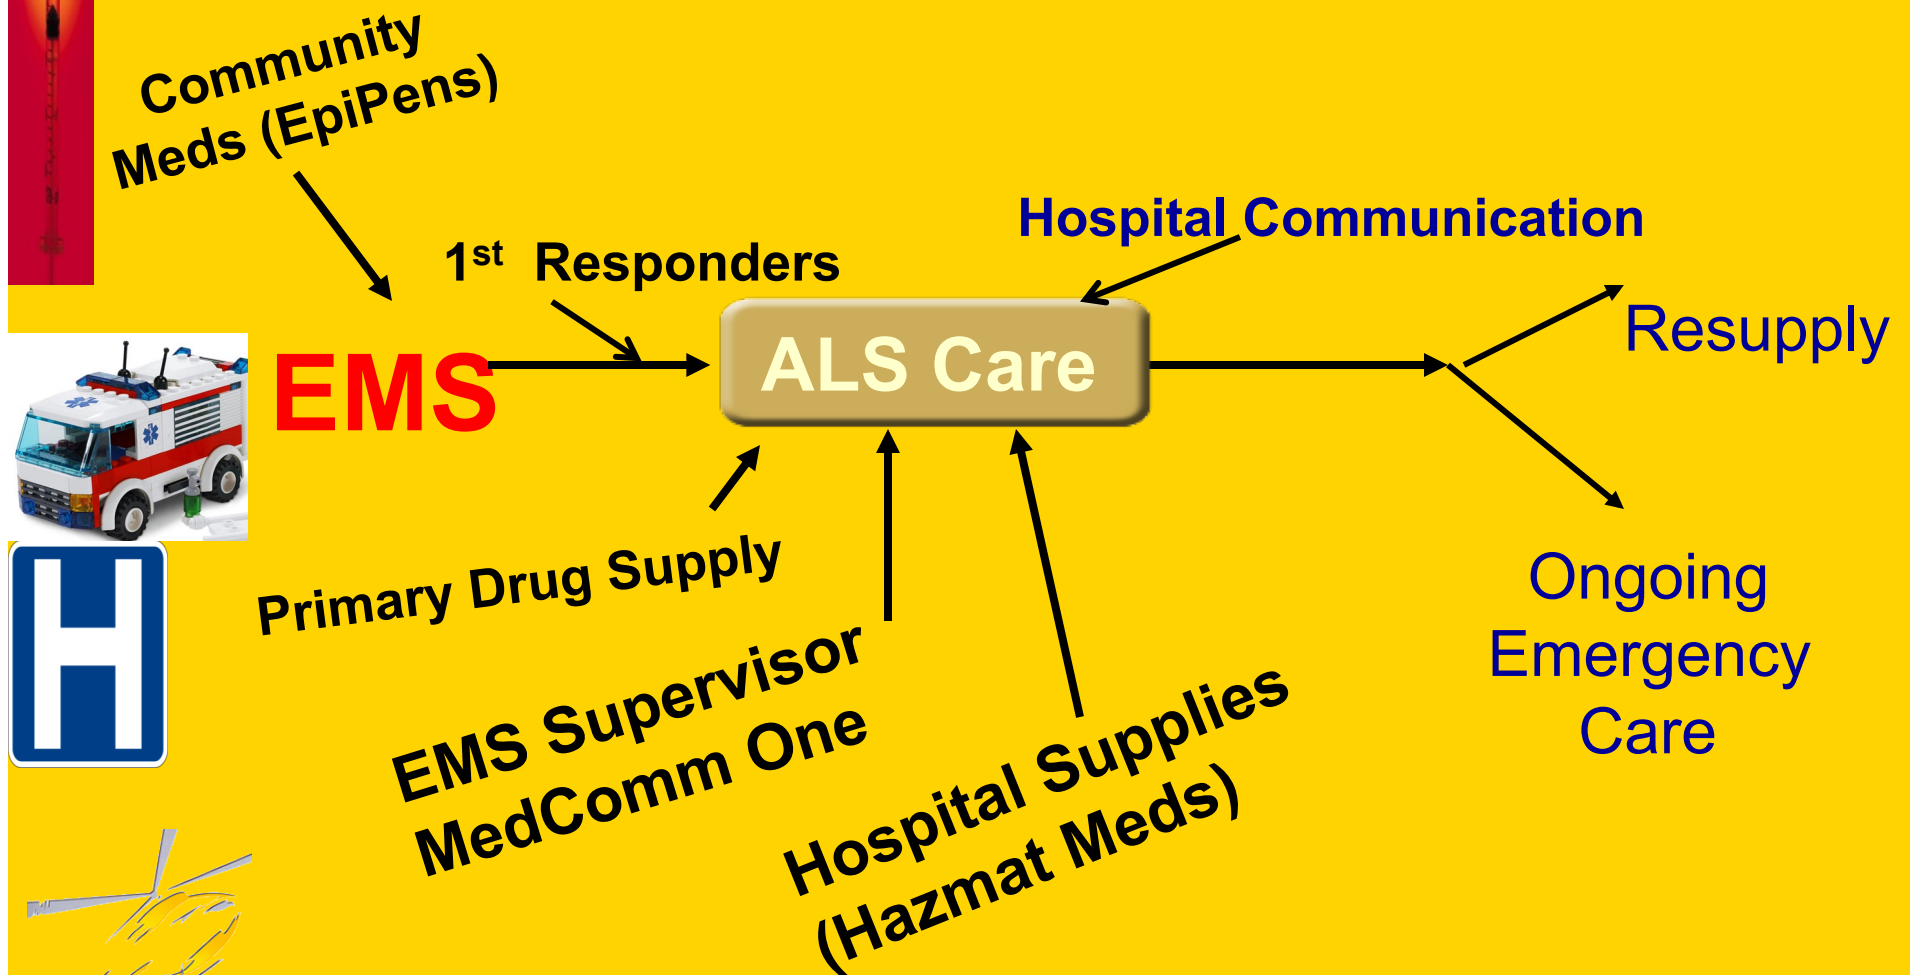 Community
Meds (EpiPens)
1st Responders
Hospital Communication
EMS
ALS Care
Resupply
Primary Drug Supply
EMS Supervisor
MedComm One
Hospital Supplies
(Hazmat Meds)
Ongoing
Emergency
Care
H